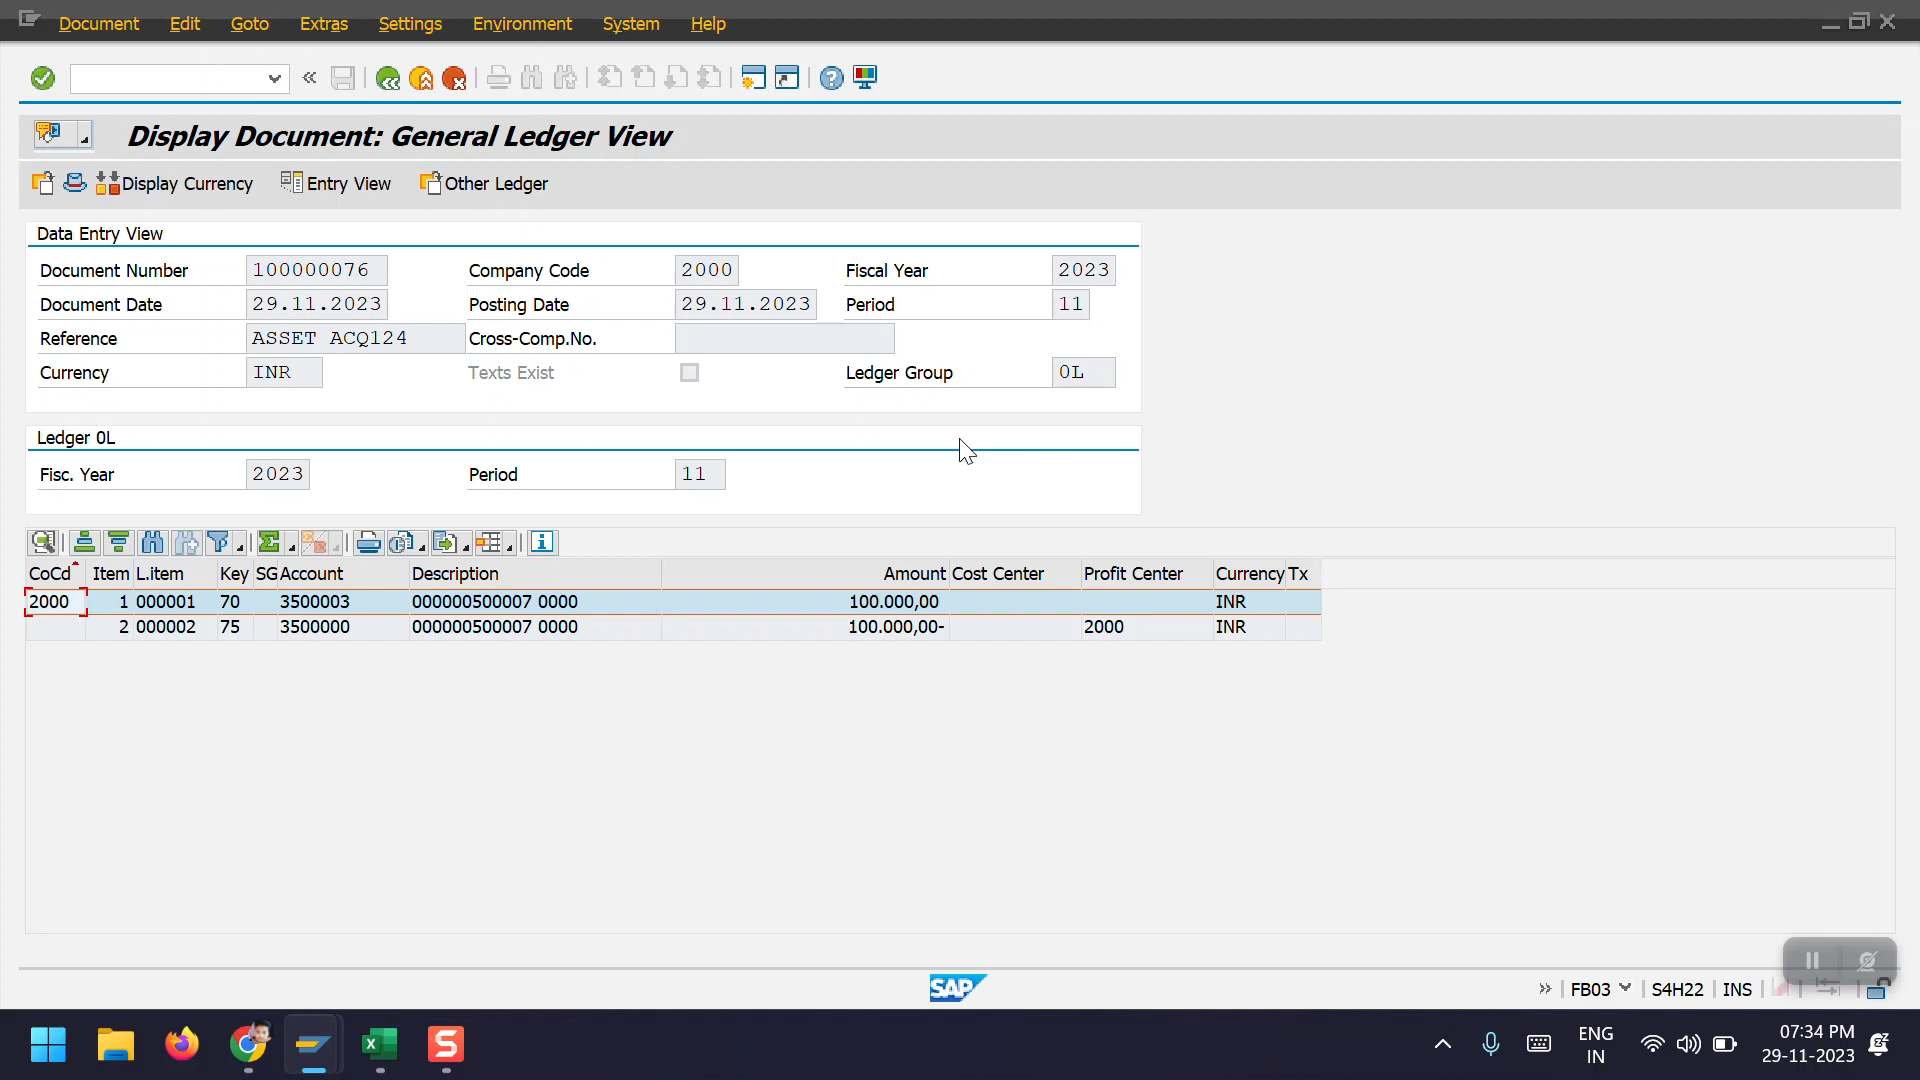 Document Edit Goto Extras Settings Environment System Help
Display Document: General Ledger View
Display Currency Entry View Other Ledger
Data Entry View
Document Number 100000076 Company Code 2000 Fiscal Year 2023
Document Date 29.11.2023 Posting Date 29.11.2023 Period 11
Reference ASSET ACQ124 Cross-Comp.No.
Currency INR Texts Exist Ledger Group 0L
Ledger 0L
Fisc. Year 2023 Period 11
CoCd Item L.item Key SG Account Description Amount Cost Center Profit Center Currency Tx
2000 1 000001 70 3500003 000000500007 0000 100.000,00 INR
2 000002 75 3500000 000000500007 0000 100.000,00- 2000 INR
SAP
FB03 S4H22 INS
ENG
IN
07:34 PM
29-11-2023